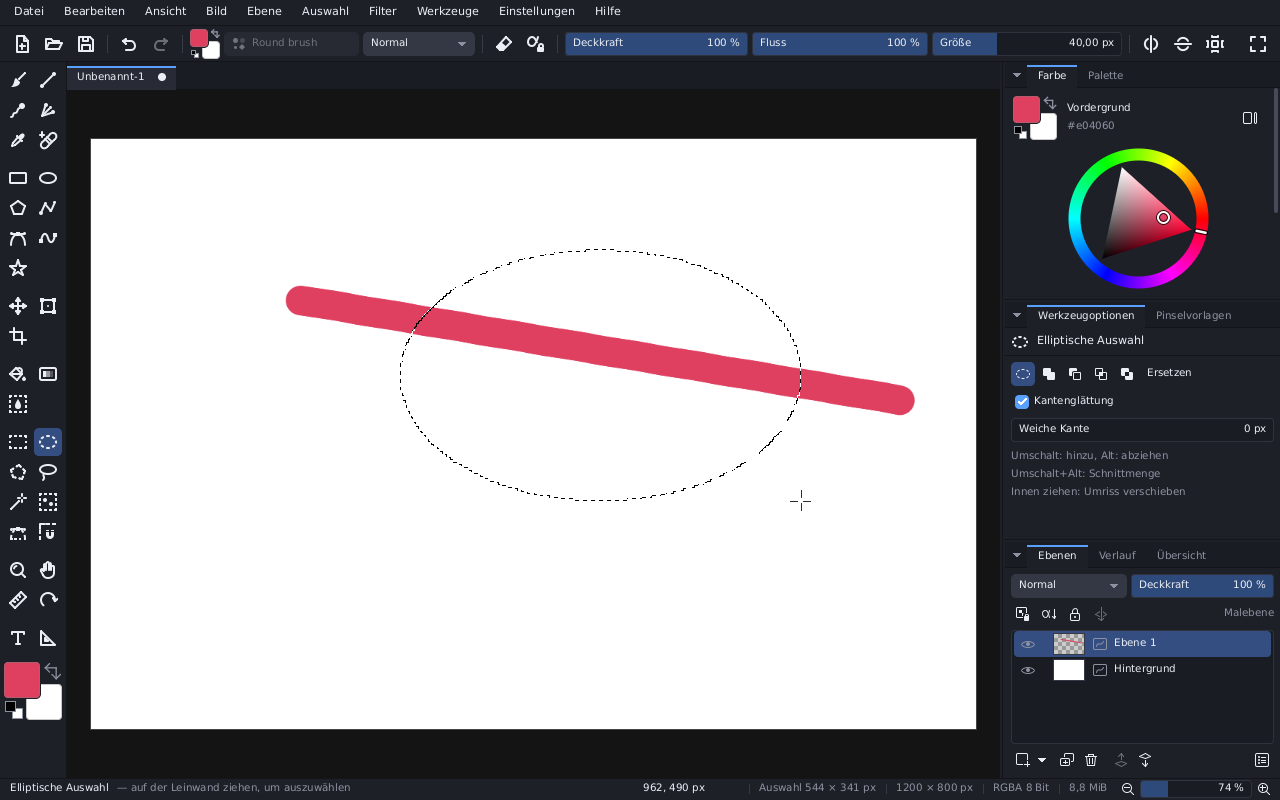 Datei Bearbeiten Ansicht Bild Ebene Auswahl Filter Werkzeuge Einstellungen Hilfe
Round brush Normal Deckkraft 100 % Fluss 100 % Größe 40,00 px
Unbenannt-1
Farbe Palette
Vordergrund
#e04060
Werkzeugoptionen Pinselvorlagen
Elliptische Auswahl
Ersetzen
Kantenglättung
Weiche Kante 0 px
Umschalt: hinzu, Alt: abziehen
Umschalt+Alt: Schnittmenge
Innen ziehen: Umriss verschieben
Ebenen Verlauf Übersicht
Normal Deckkraft 100 %
Malebene
Ebene 1
Hintergrund
Elliptische Auswahl — auf der Leinwand ziehen, um auszuwählen 962, 490 px Auswahl 544 × 341 px 1200 × 800 px RGBA 8 Bit 8,8 MiB 74 %